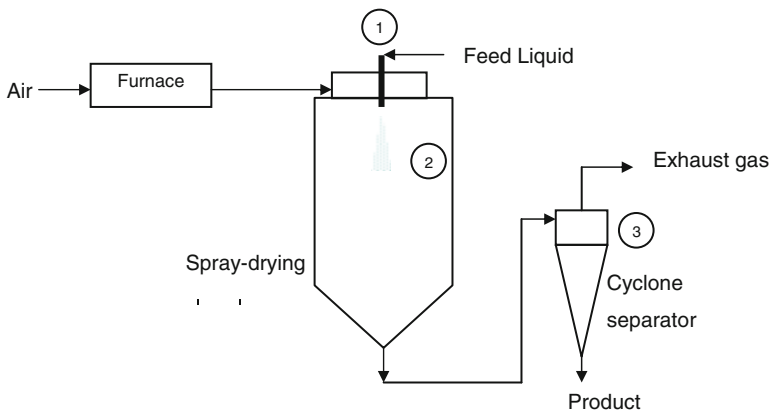 1
Feed Liquid
Air
Furnace
2
Exhaust gas
3
Spray-drying
Cyclone
separator
Product